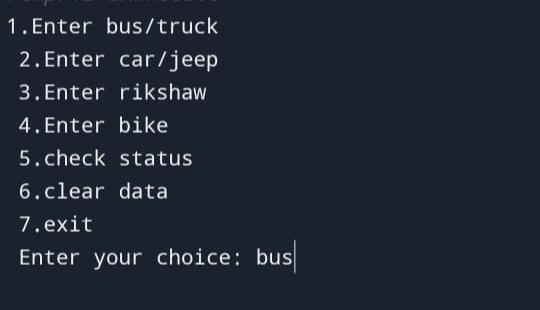 1.Enter bus/truck
2.Enter car/jeep
3.Enter rikshaw
4.Enter bike
5.check status
6.clear data
7.exit
Enter your choice: bus